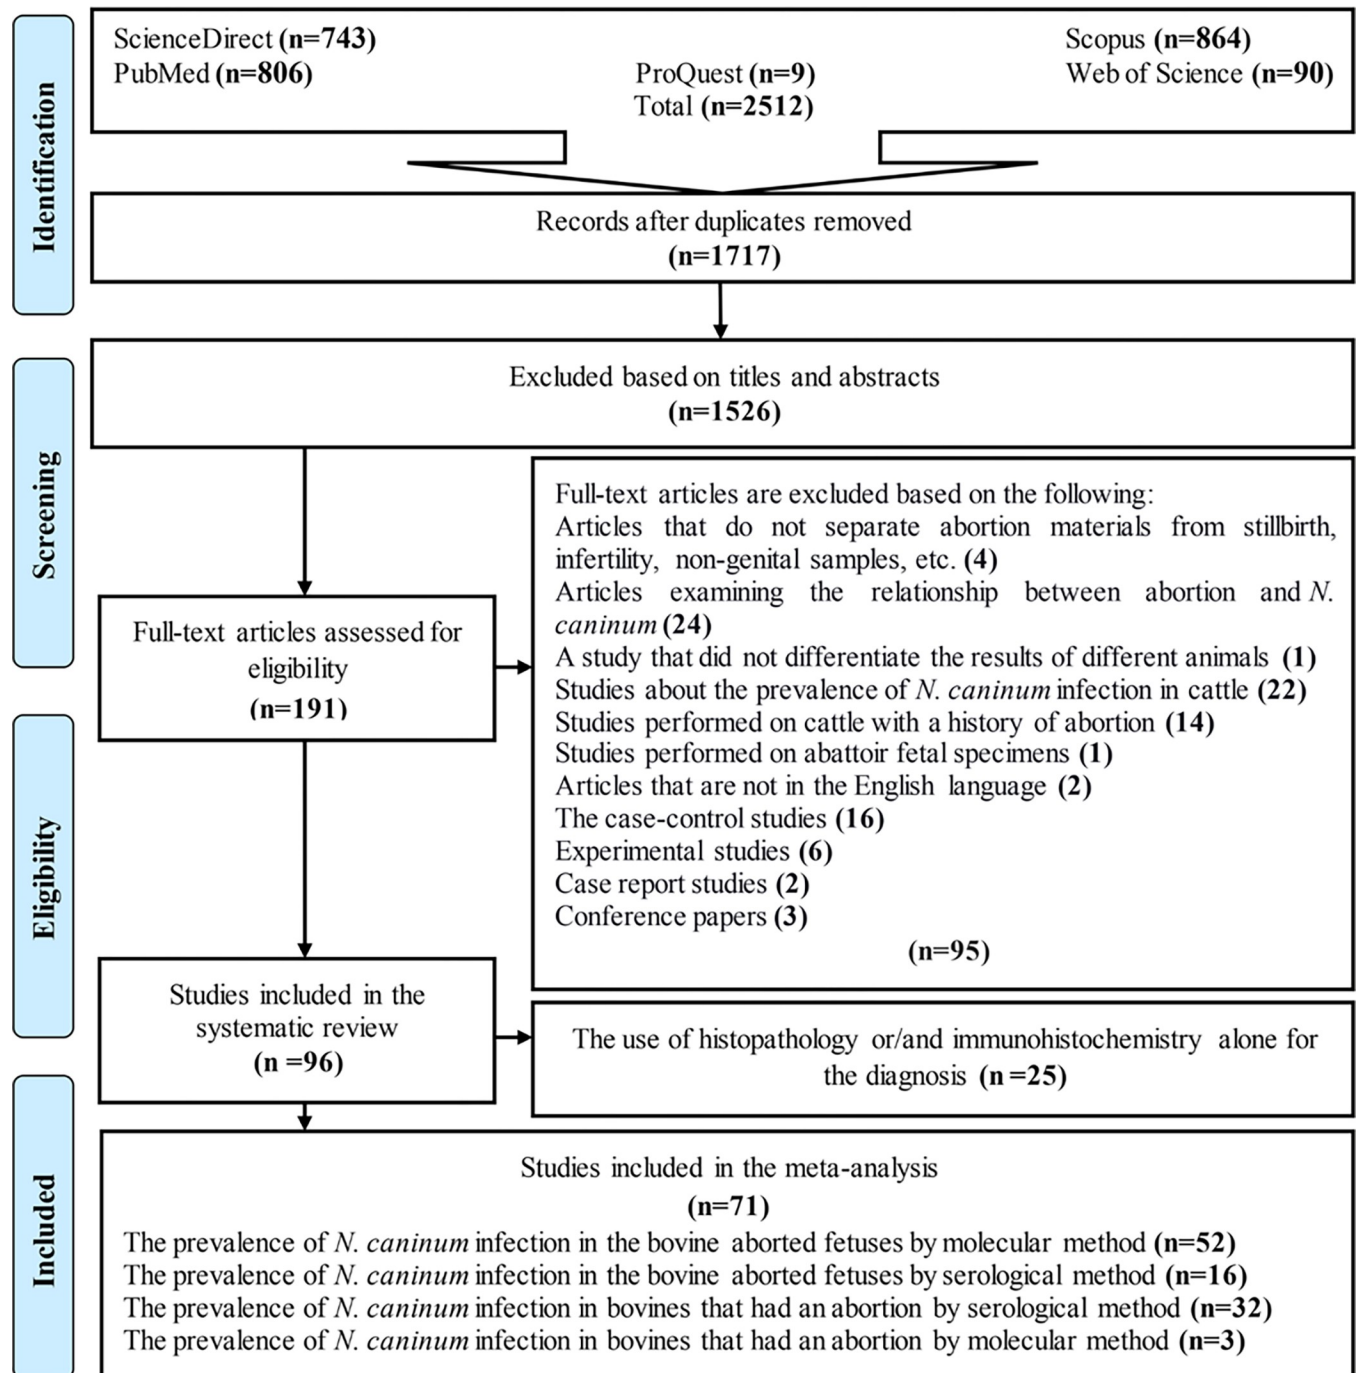 Identification
ScienceDirect (n=743)
PubMed (n=806)
ProQuest (n=9)
Total (n=2512)
Scopus (n=864)
Web of Science (n=90)
Records after duplicates removed
(n=1717)
Screening
Excluded based on titles and abstracts
(n=1526)
Full-text articles assessed for
eligibility
(n=191)
Full-text articles are excluded based on the following:
Articles that do not separate abortion materials from stillbirth,
infertility, non-genital samples, etc. (4)
Articles examining the relationship between abortion and N.
caninum (24)
A study that did not differentiate the results of different animals (1)
Studies about the prevalence of N. caninum infection in cattle (22)
Studies performed on cattle with a history of abortion (14)
Studies performed on abattoir fetal specimens (1)
Articles that are not in the English language (2)
The case-control studies (16)
Experimental studies (6)
Case report studies (2)
Conference papers (3)
(n=95)
Eligibility
Studies included in the
systematic review
(n =96)
The use of histopathology or/and immunohistochemistry alone for
the diagnosis (n =25)
Included
Studies included in the meta-analysis
(n=71)
The prevalence of N. caninum infection in the bovine aborted fetuses by molecular method (n=52)
The prevalence of N. caninum infection in the bovine aborted fetuses by serological method (n=16)
The prevalence of N. caninum infection in bovines that had an abortion by serological method (n=32)
The prevalence of N. caninum infection in bovines that had an abortion by molecular method (n=3)